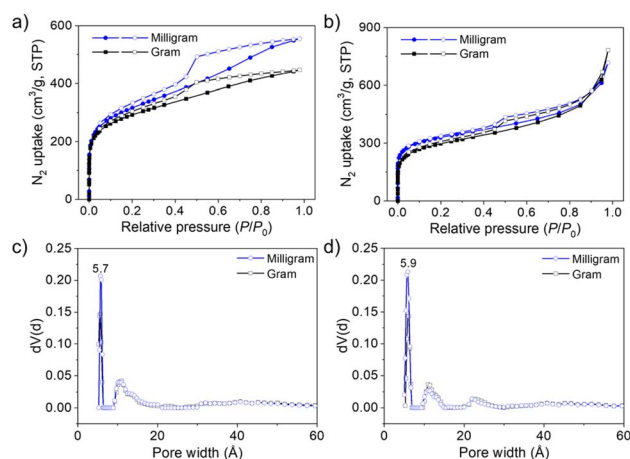 a)
N₂ uptake (cm³/g, STP)
600
400
200
0
Milligram
Gram
0.0 0.2 0.4 0.6 0.8 1.0
Relative pressure (P/P₀)
b)
N₂ uptake (cm³/g, STP)
900
600
300
0
Milligram
Gram
0.0 0.2 0.4 0.6 0.8 1.0
Relative pressure (P/P₀)
c)
dV(d)
0.25
0.20
0.15
0.10
0.05
0.00
5.7
Milligram
Gram
0 20 40 60
Pore width (Å)
d)
dV(d)
0.25
0.20
0.15
0.10
0.05
0.00
5.9
Milligram
Gram
0 10 20 30 40 50 60
Pore width (Å)